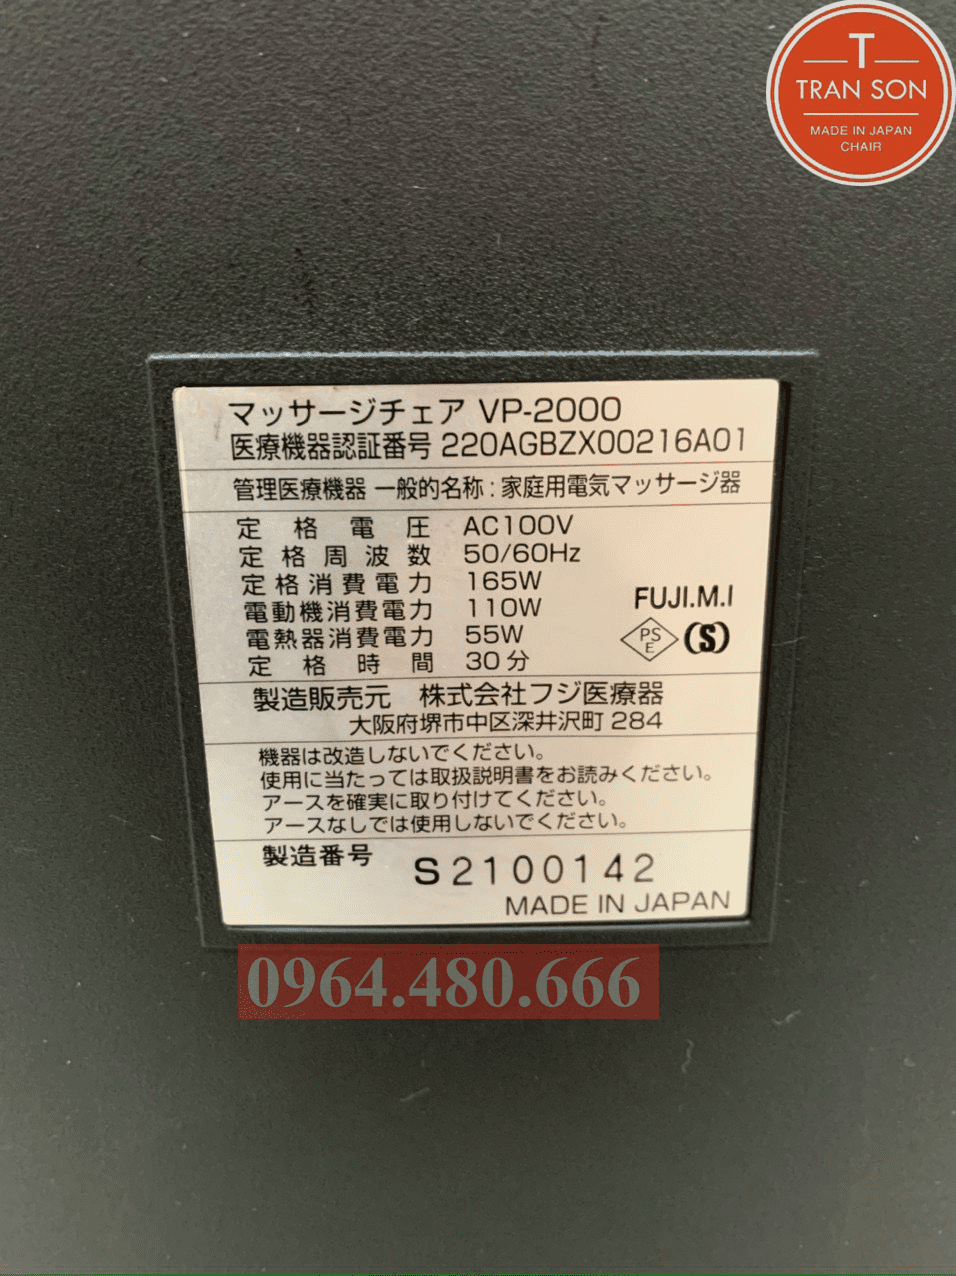 T
TRAN SON
MADE IN JAPAN
CHAIR
マッサージチェア VP-2000
医療機器認証番号 220AGBZX00216A01
管理医療機器 一般的名称：家庭用電気マッサージ器
定格電圧 AC100V
定格周波数 50/60Hz
定格消費電力 165W
電動機消費電力 110W
電熱器消費電力 55W
定格時間 30分
FUJI.M.I
PS
E
(S)
製造販売元 株式会社フジ医療器
大阪府堺市中区深井沢町 284
機器は改造しないでください。
使用に当たっては取扱説明書をお読みください。
アースを確実に取り付けてください。
アースなしでは使用しないでください。
製造番号 S2100142
MADE IN JAPAN
0964.480.666